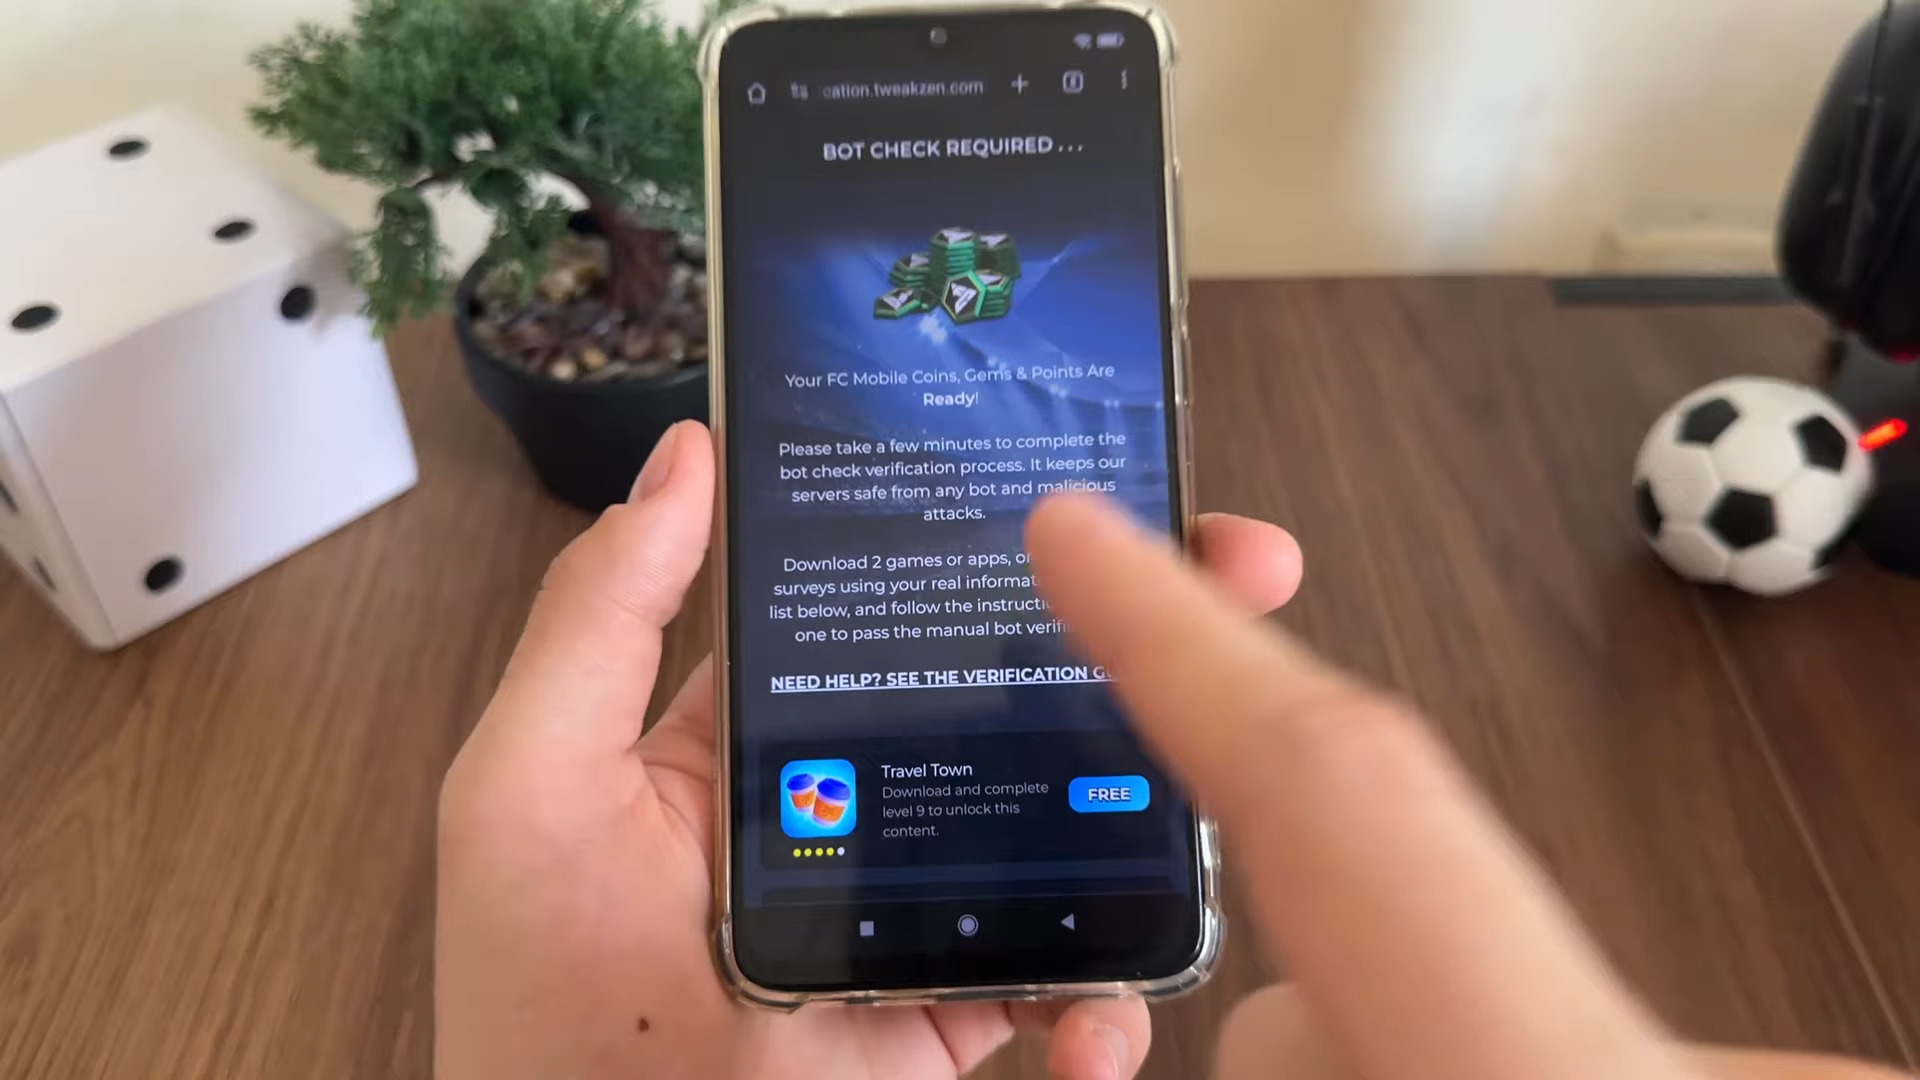 cation.tweakzen.com
BOT CHECK REQUIRED . . .
Your FC Mobile Coins, Gems & Points Are
Ready!
Please take a few minutes to complete the
bot check verification process. It keeps our
servers safe from any bot and malicious
attacks.
Download 2 games or apps, or
surveys using your real informat
list below, and follow the instructi
one to pass the manual bot verifi
NEED HELP? SEE THE VERIFICATION G
Travel Town
Download and complete
level 9 to unlock this
content.
FREE